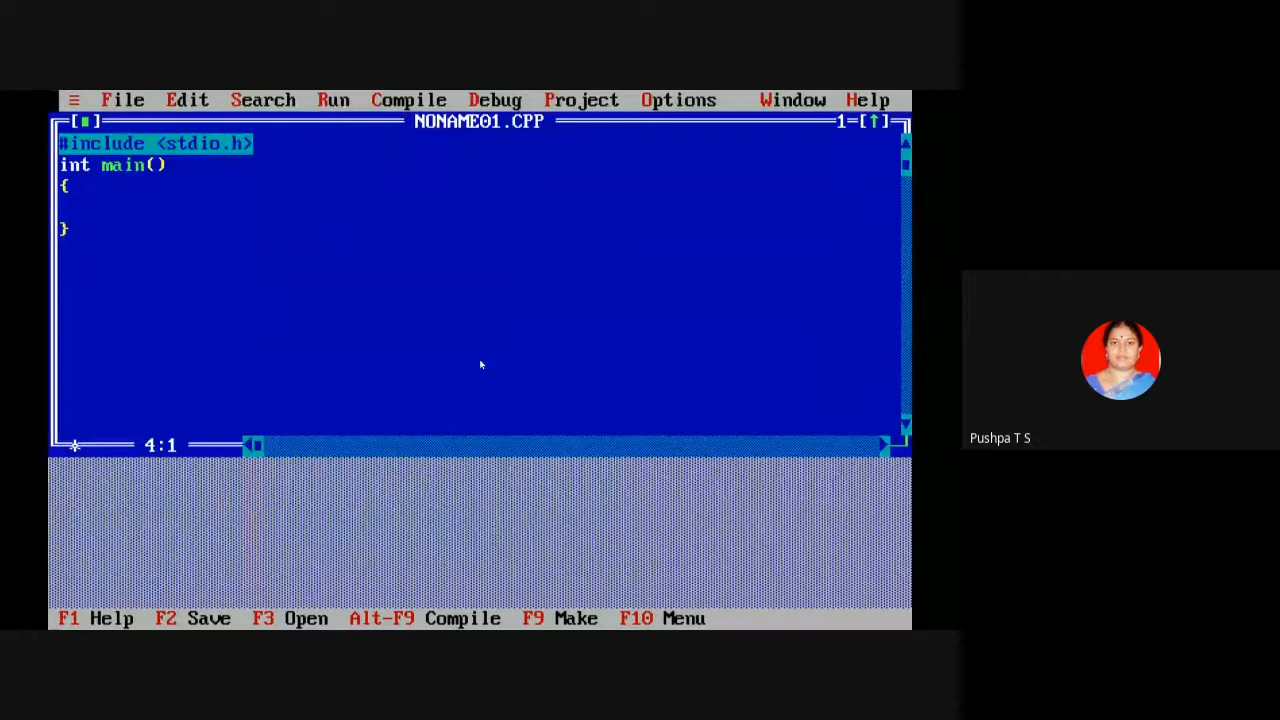 ≡ File Edit Search Run Compile Debug Project Options Window Help
[■] NONAME01.CPP 1=[↑]
#include <stdio.h>
int main()
{
}
4:1
Pushpa T S
F1 Help F2 Save F3 Open Alt-F9 Compile F9 Make F10 Menu